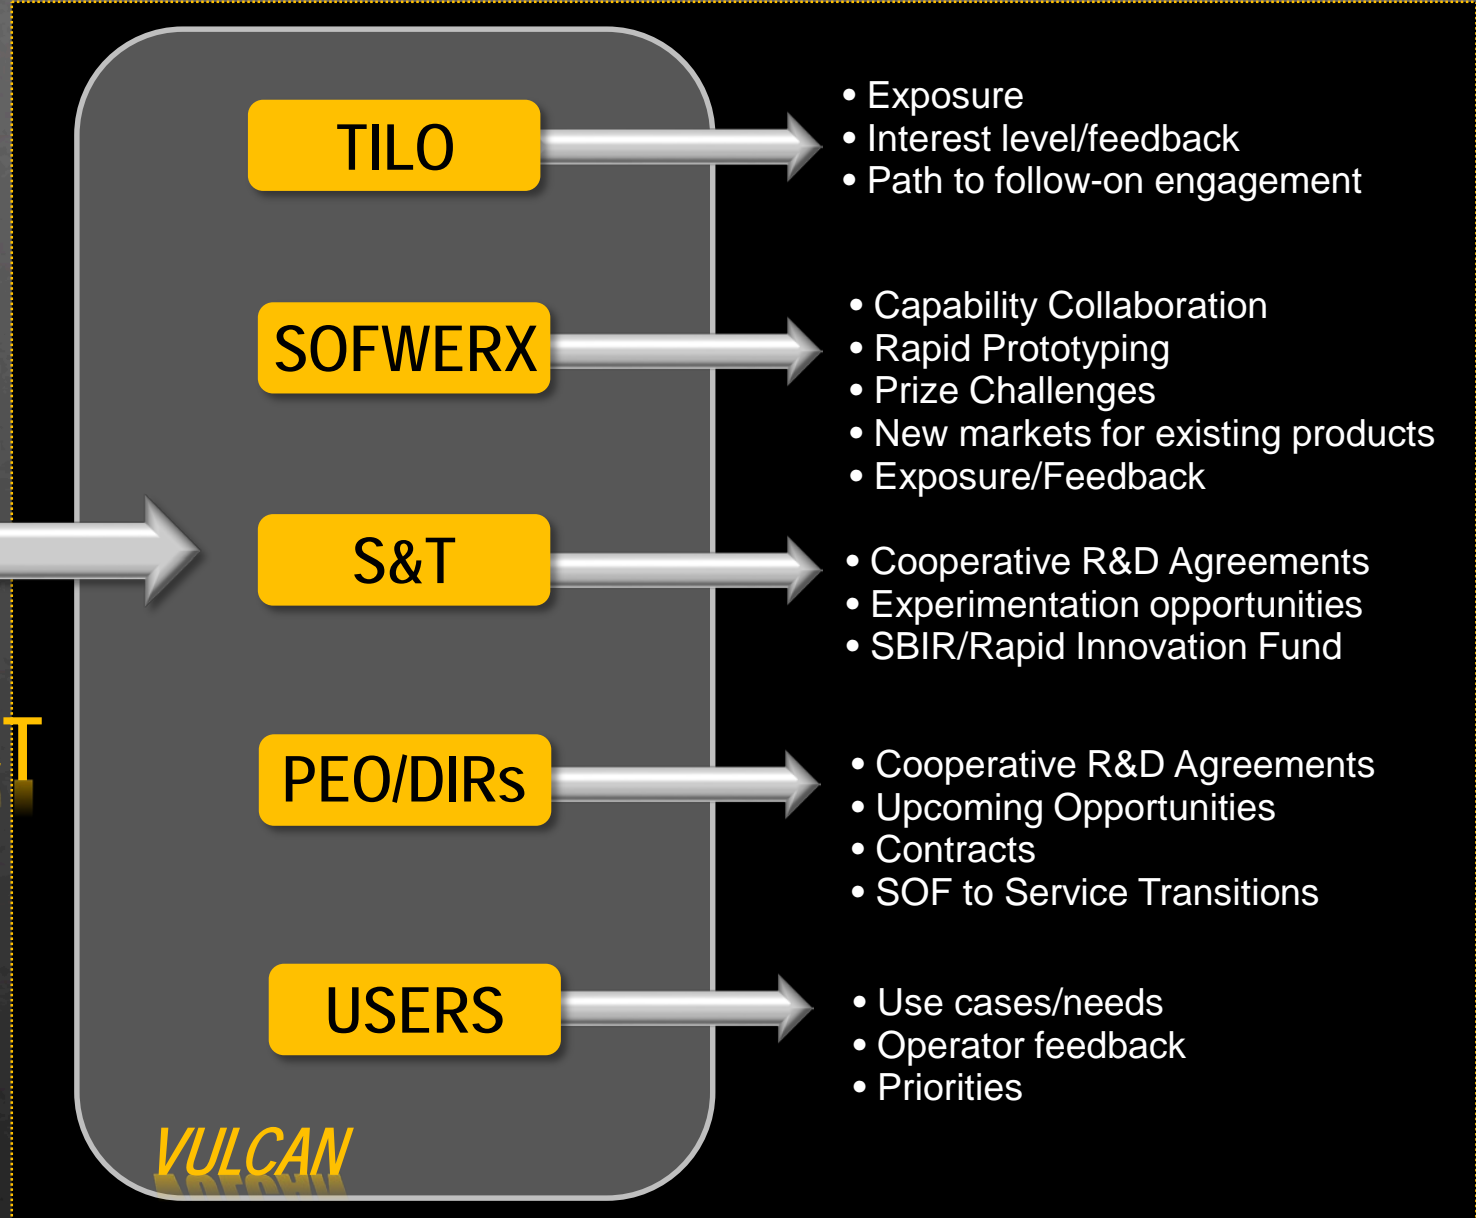 TILO
• Exposure
• Interest level/feedback
• Path to follow-on engagement
SOFWERX
• Capability Collaboration
• Rapid Prototyping
• Prize Challenges
• New markets for existing products
• Exposure/Feedback
S&T
• Cooperative R&D Agreements
• Experimentation opportunities
• SBIR/Rapid Innovation Fund
T
PEO/DIRs
• Cooperative R&D Agreements
• Upcoming Opportunities
• Contracts
• SOF to Service Transitions
USERS
• Use cases/needs
• Operator feedback
• Priorities
VULCAN